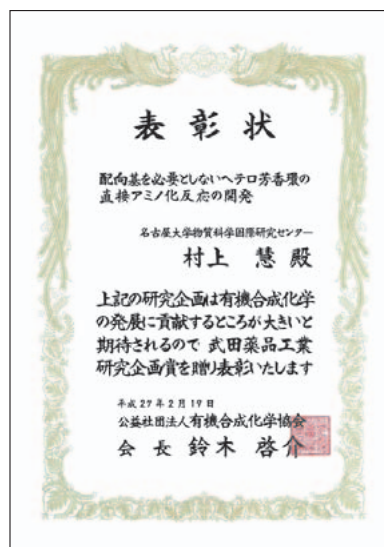 表彰状
配向基を必要としないヘテロ芳香環の
直接アミノ化反応の開発
名古屋大学物質科学国際研究センター
村上 慧 殿
上記の研究企画は有機合成化学
の発展に貢献するところが大きいと
期待されるので 武田薬品工業
研究企画賞を贈り表彰いたします
平成27年2月19日
公益社団法人有機合成化学協会
会長 鈴木 啓介